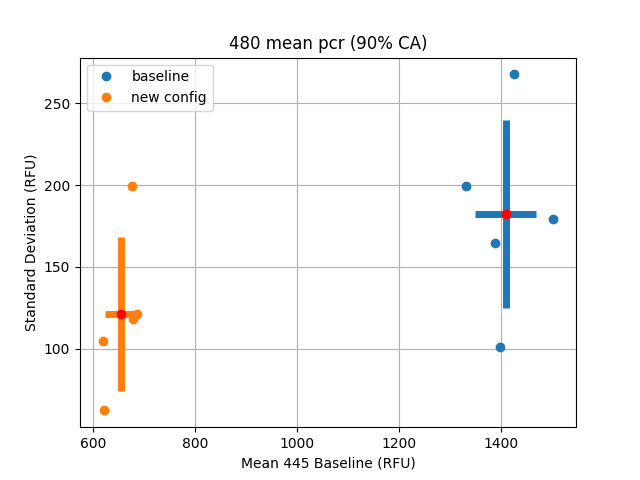 480 mean pcr (90% CA)
baseline
new config
Standard Deviation (RFU)
250
200
150
100
600
800
1000
1200
1400
Mean 445 Baseline (RFU)